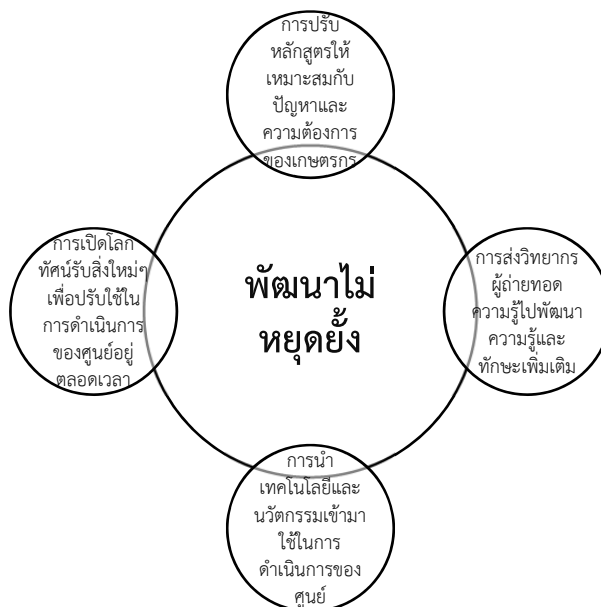 การปรับ
หลักสูตรให้
เหมาะสมกับ
ปัญหาและ
ความต้องการ
ของเกษตรกร
การเปิดโลก
ทัศน์รับสิ่งใหม่ๆ
เพื่อปรับใช้ใน
การดำเนินการ
ของศูนย์อยู่
ตลอดเวลา
พัฒนาไม่
หยุดยั้ง
การส่งวิทยากร
ผู้ถ่ายทอด
ความรู้ไปพัฒนา
ความรู้และ
ทักษะเพิ่มเติม
การนำ
เทคโนโลยีและ
นวัตกรรมเข้ามา
ใช้ในการ
ดำเนินการของ
ศูนย์